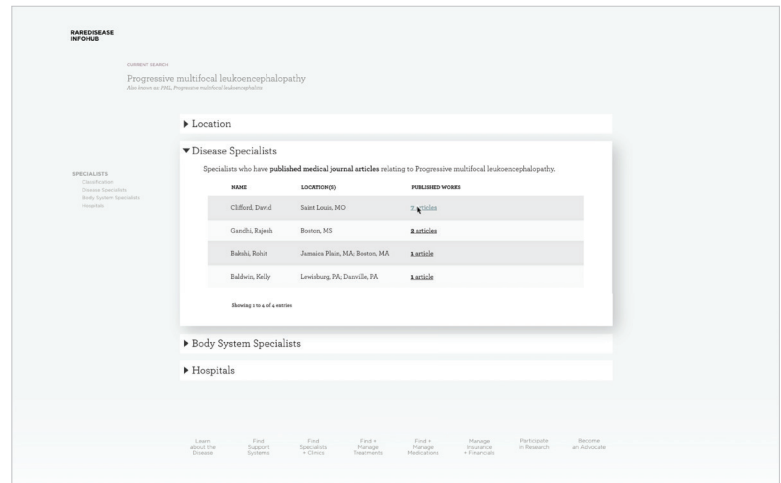 RAREDISEASE
INFOHUB
CURRENT SEARCH
Progressive multifocal leukoencephalopathy
Also known as: PML, Progressive multifocal leukoencephalitis
Location
Disease Specialists
Specialists who have published medical journal articles relating to Progressive multifocal leukoencephalopathy.
SPECIALISTS
Classification
Disease Specialists
Body System Specialists
Hospitals
NAME LOCATION(S) PUBLISHED WORKS
Clifford, David Saint Louis, MO articles
Gandhi, Rajesh Boston, MS 2 articles
Bakshi, Rohit Jamaica Plain, MA; Boston, MA 1 article
Baldwin, Kelly Lewisburg, PA; Danville, PA 1 article
Showing 1 to 4 of 4 entries
Body System Specialists
Hospitals
Learn Find Find Find + Find + Manage Participate Become
about the Support Specialists Manage Manage Insurance in Research an Advocate
Disease Systems + Clinics Treatments Medications + Financials